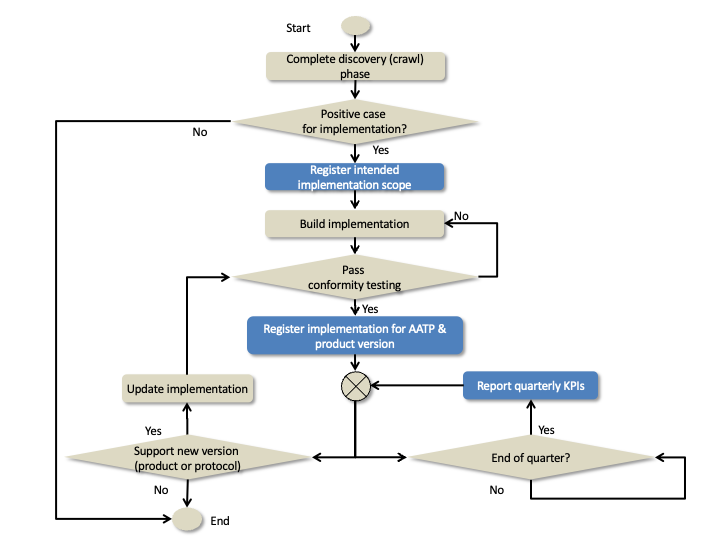 Start
Complete discovery (crawl)
phase
Positive case
for implementation?
No
Yes
Register intended
implementation scope
Build implementation
No
Pass
conformity testing
Yes
Register implementation for AATP &
product version
Update implementation
Report quarterly KPIs
Yes
Yes
Support new version
(product or protocol)
End of quarter?
No
No
End